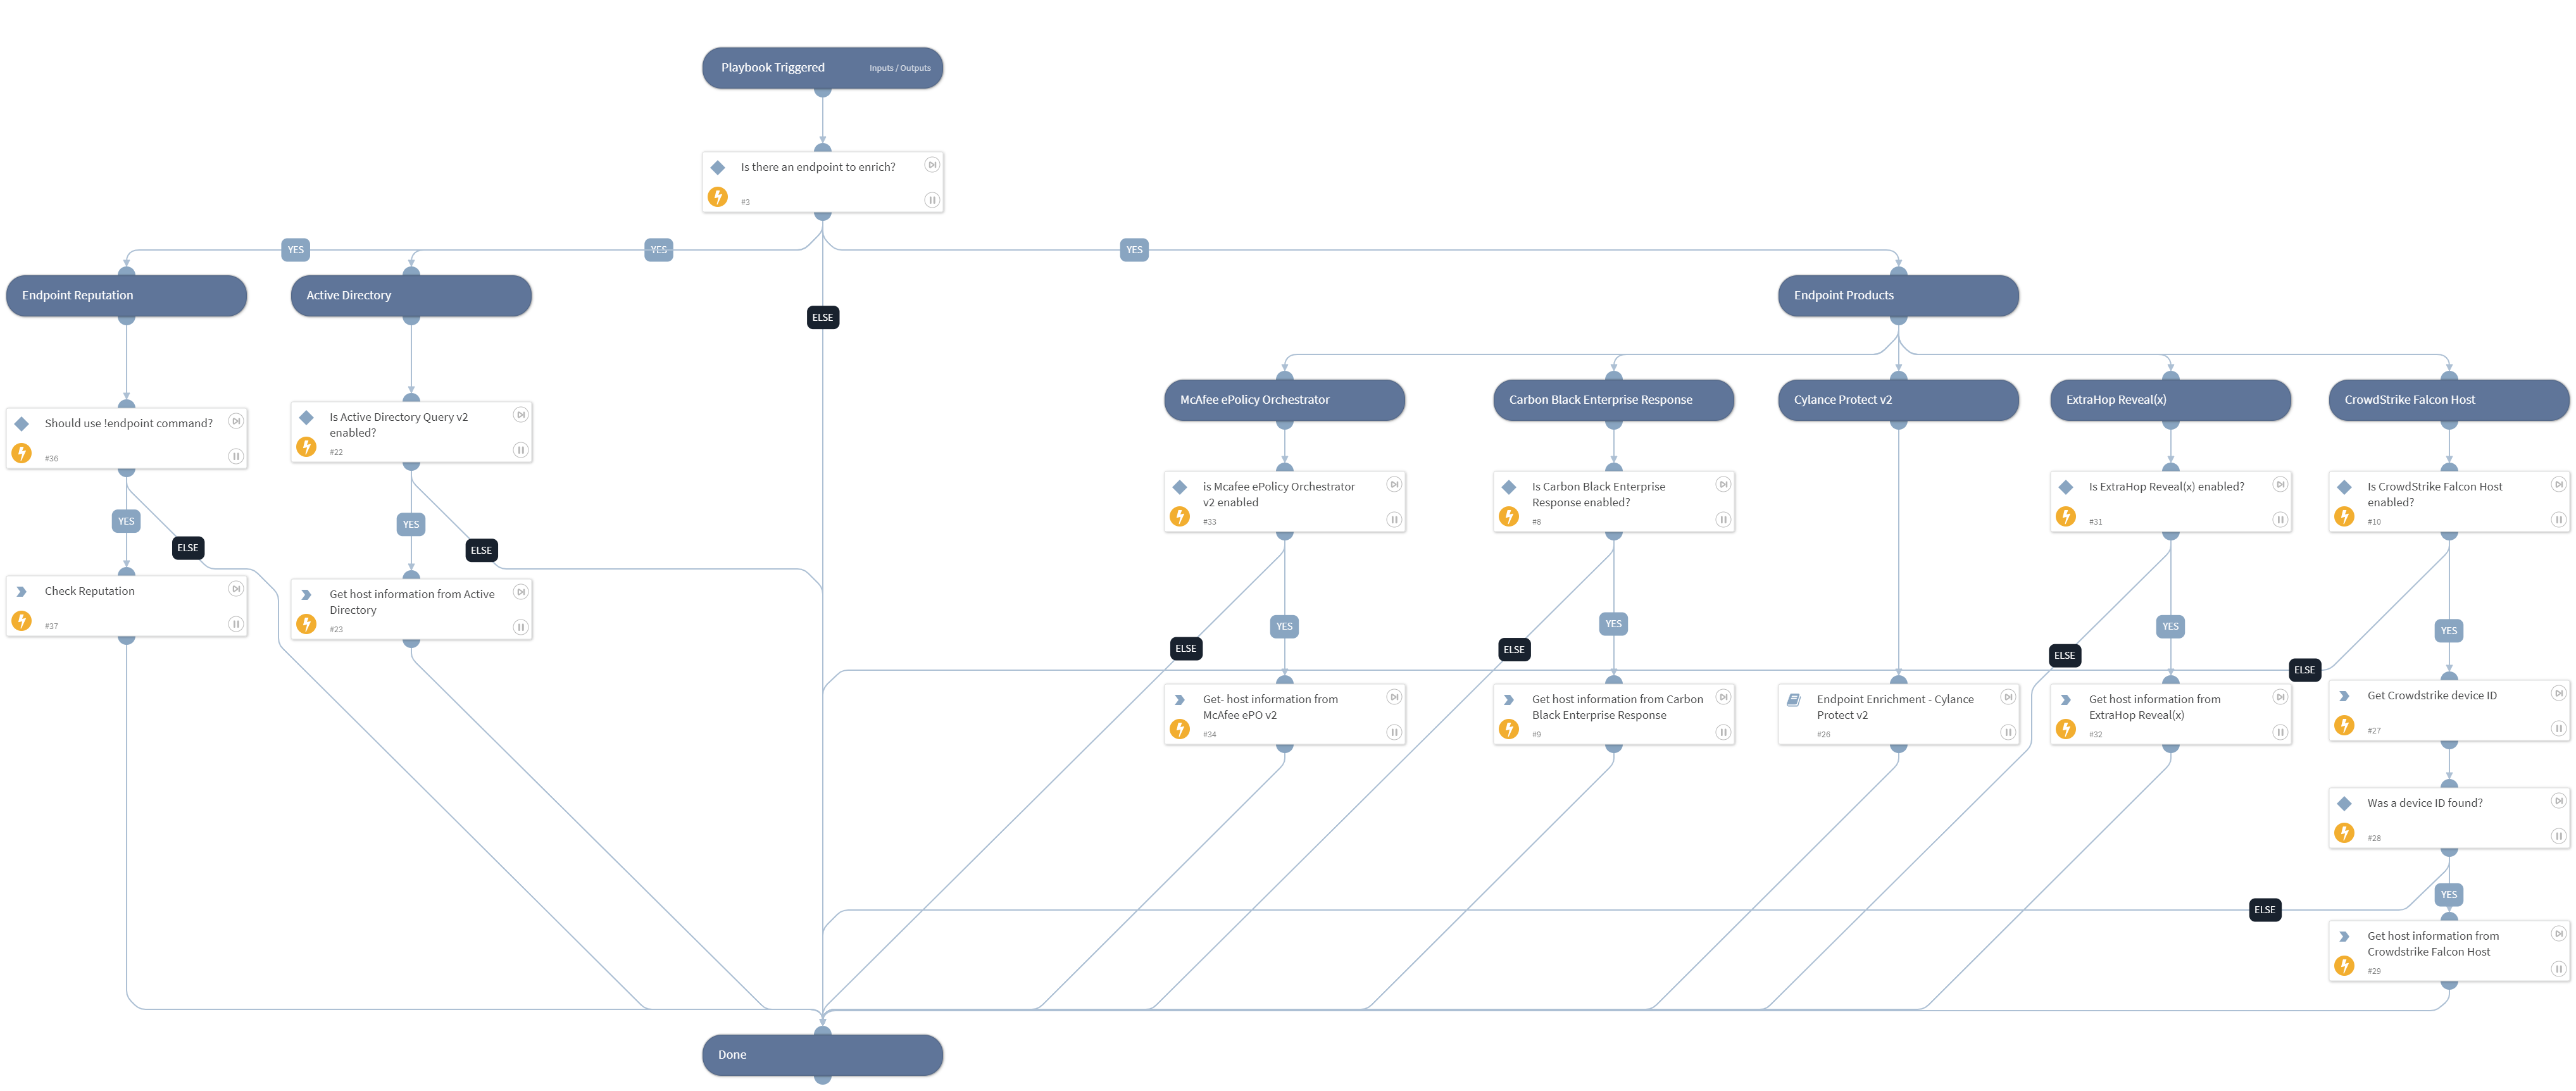 Playbook Triggered
Inputs / Outputs
Is there an endpoint to enrich?
#3
YES
YES
YES
Endpoint Reputation
Active Directory
ELSE
Endpoint Products
McAfee ePolicy Orchestrator
Carbon Black Enterprise Response
Cylance Protect v2
ExtraHop Reveal(x)
CrowdStrike Falcon Host
Should use !endpoint command?
#36
Is Active Directory Query v2
enabled?
#22
is Mcafee ePolicy Orchestrator
v2 enabled
#33
Is Carbon Black Enterprise
Response enabled?
#8
Is ExtraHop Reveal(x) enabled?
#31
Is CrowdStrike Falcon Host
enabled?
#10
YES
ELSE
YES
ELSE
Check Reputation
#37
Get host information from Active
Directory
#23
ELSE
YES
ELSE
YES
ELSE
YES
ELSE
YES
Get- host information from
McAfee ePO v2
#34
Get host information from Carbon
Black Enterprise Response
#9
Endpoint Enrichment - Cylance
Protect v2
#26
Get host information from
ExtraHop Reveal(x)
#32
Get Crowdstrike device ID
#27
Was a device ID found?
#28
YES
ELSE
Get host information from
Crowdstrike Falcon Host
#29
Done